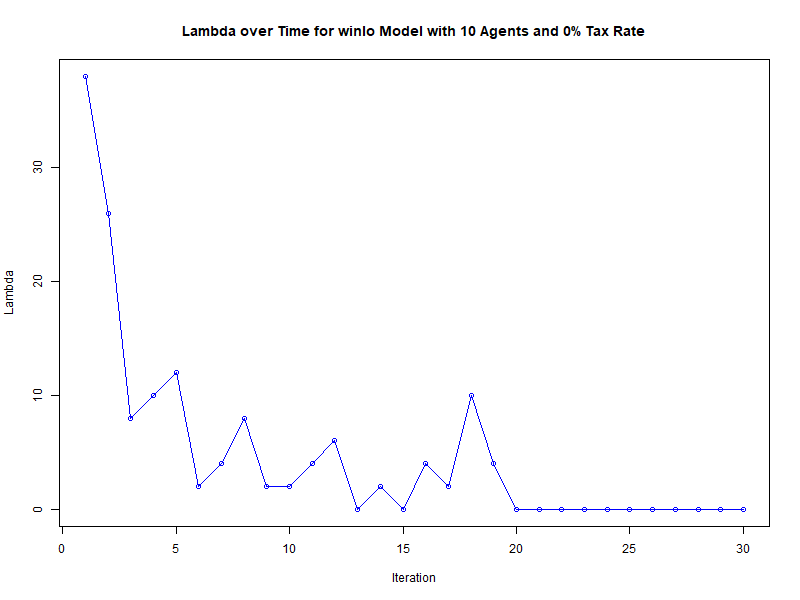 Lambda over Time for winlo Model with 10 Agents and 0% Tax Rate
30
20
10
0
Lambda
0 5 10 15 20 25 30
Iteration